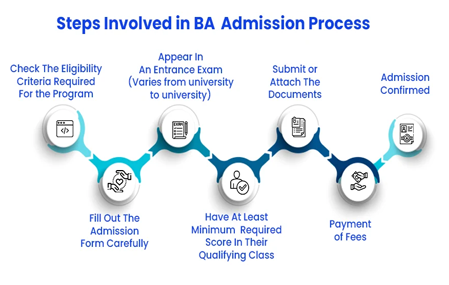 Steps Involved in BA Admission Process
Check The Eligibility
Criteria Required
For the Program
Fill Out The
Admission
Form Carefully
Appear In
An Entrance Exam
(Varies from university
to university)
Have At Least
Minimum Required
Score In Their
Qualifying Class
Submit or
Attach The
Documents
Payment
of Fees
Admission
Confirmed